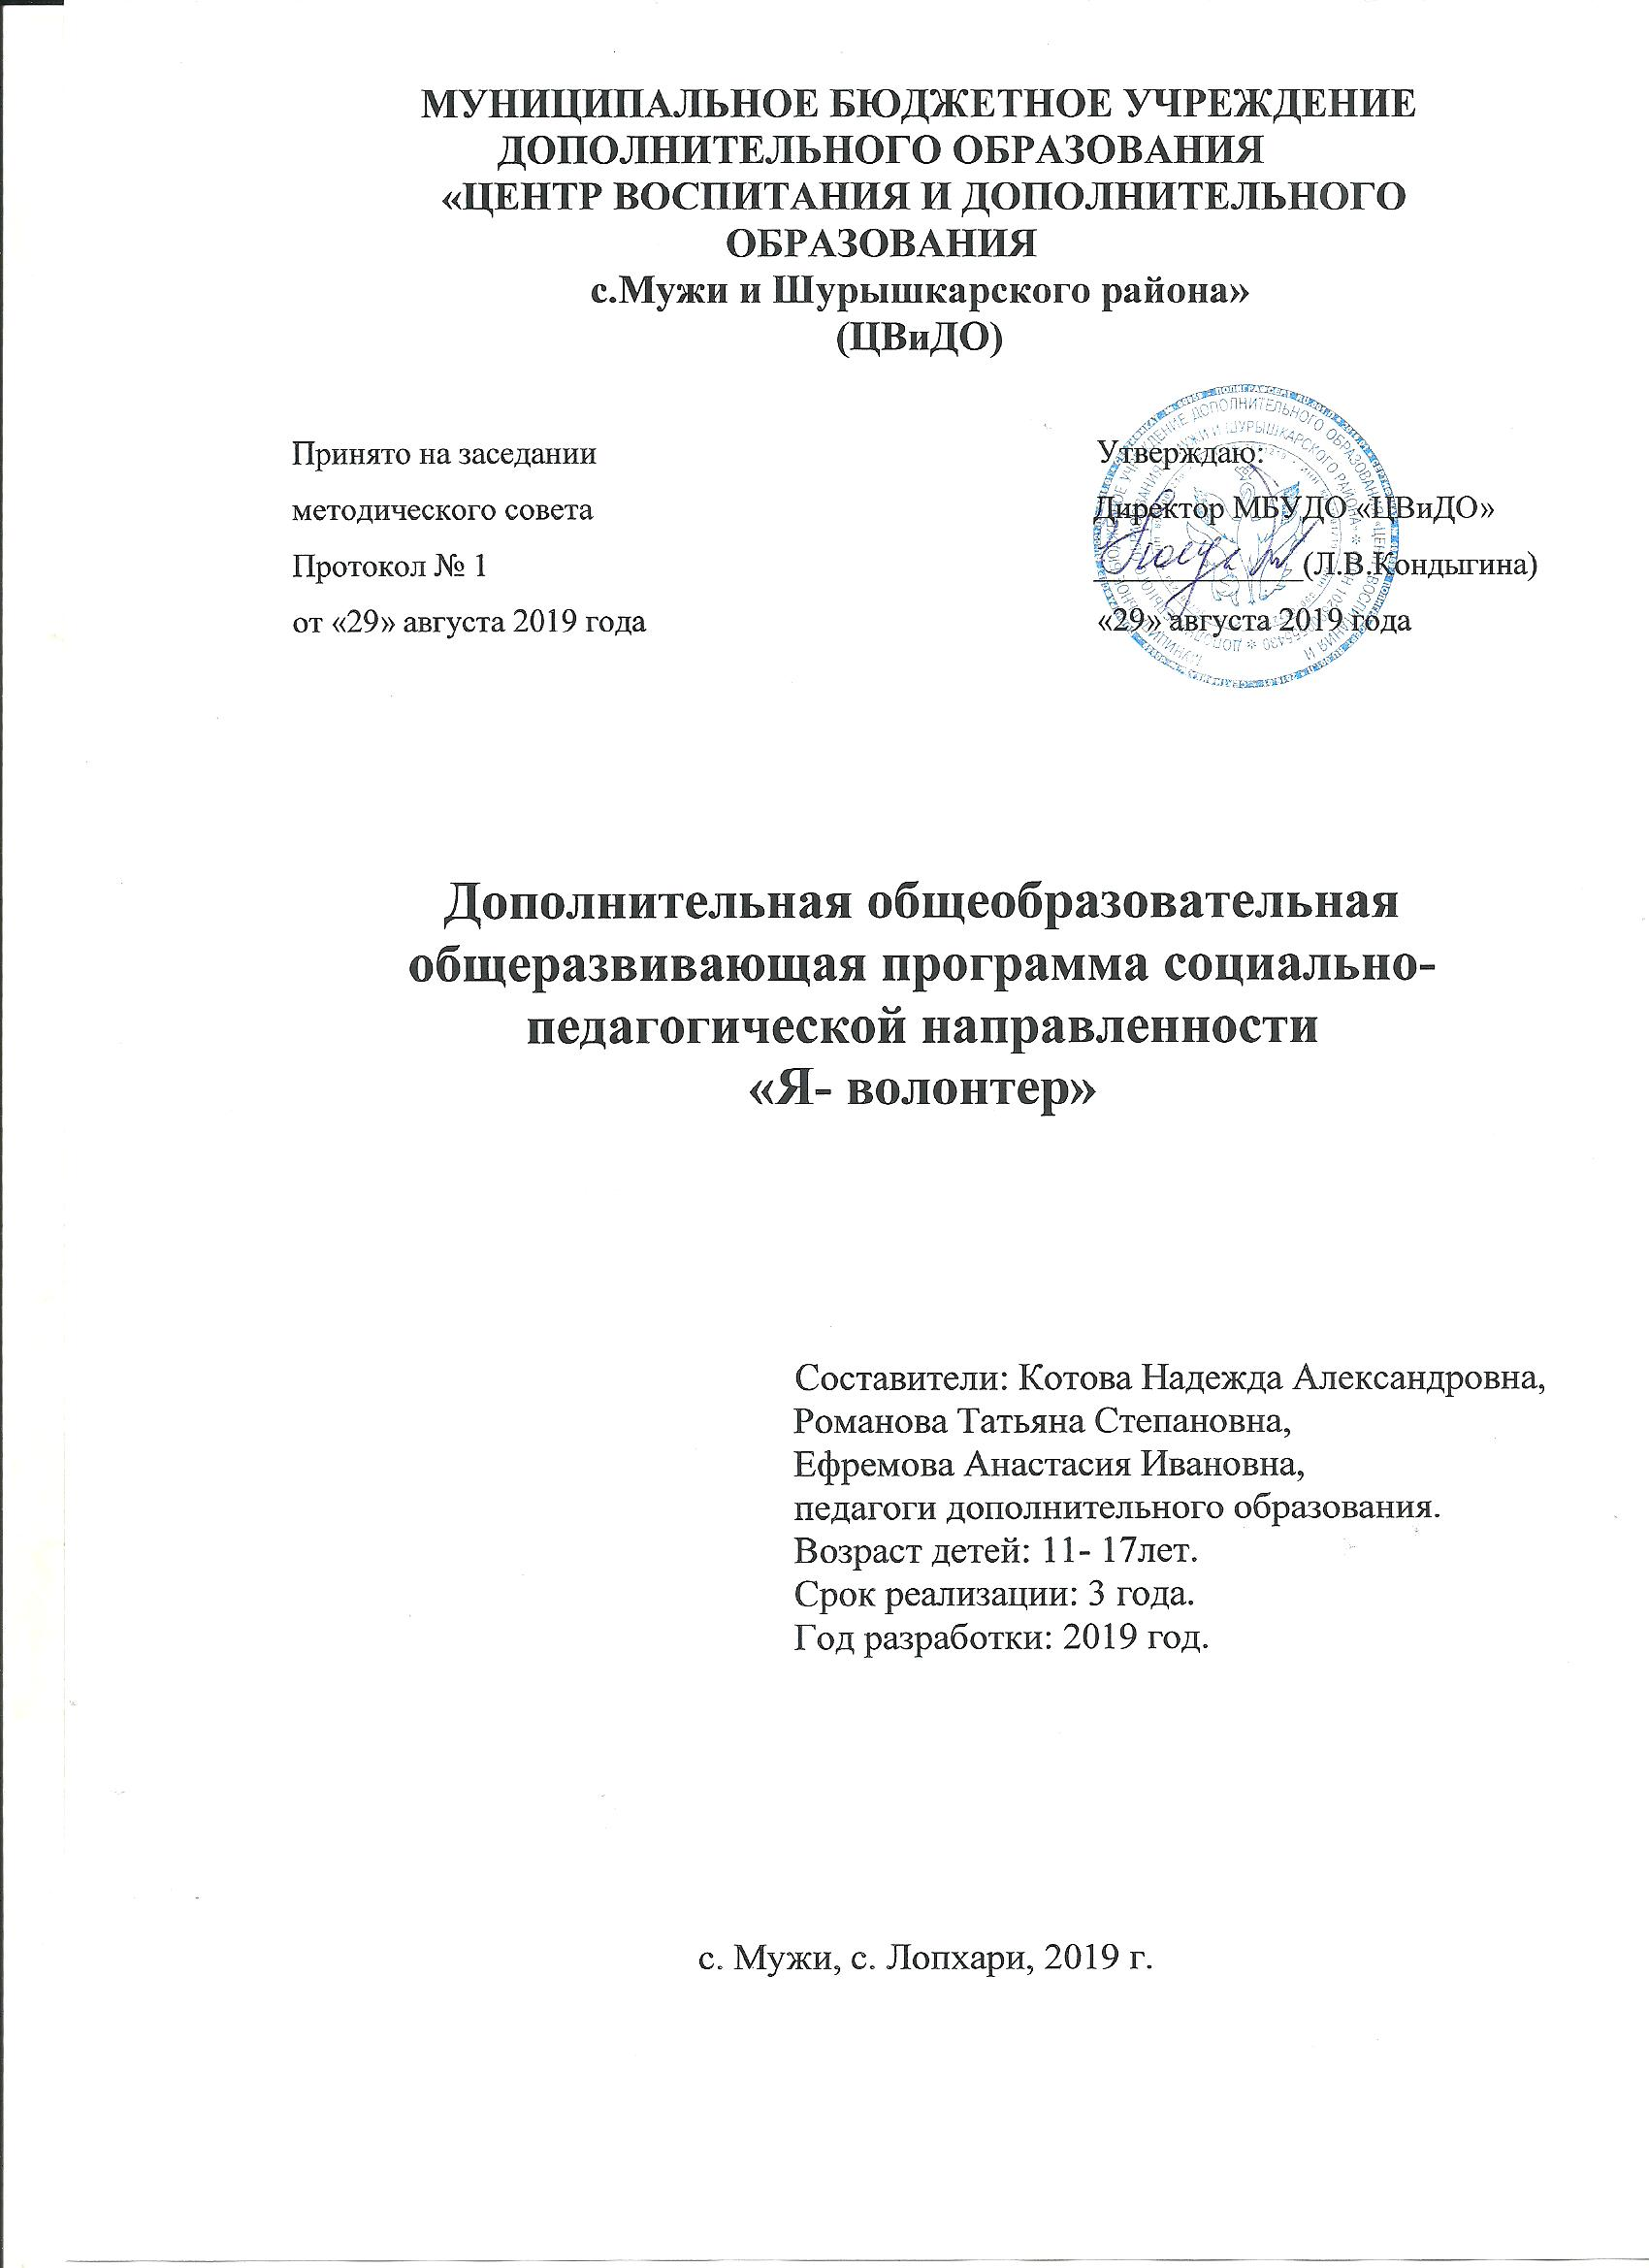 МУНИЦИПАЛЬНОЕ БЮДЖЕТНОЕ УЧРЕЖДЕНИЕ
ДОПОЛНИТЕЛЬНОГО ОБРАЗОВАНИЯ
«ЦЕНТР ВОСПИТАНИЯ И ДОПОЛНИТЕЛЬНОГО
ОБРАЗОВАНИЯ
с.Мужи и Шурышкарского района»
(ЦВиДО)
Принято на заседании
методического совета
Протокол № 1
от «29» августа 2019 года
Утверждаю:
Директор МБУДО «ЦВиДО»
(Л.В.Кондыгина)
«29» августа 2019 года
Дополнительная общеобразовательная
общеразвивающая программа социально-
педагогической направленности
«Я- волонтер»
Составители: Котова Надежда Александровна,
Романова Татьяна Степановна,
Ефремова Анастасия Ивановна,
педагоги дополнительного образования.
Возраст детей: 11- 17лет.
Срок реализации: 3 года.
Год разработки: 2019 год.
с. Мужи, с. Лопхари, 2019 г.